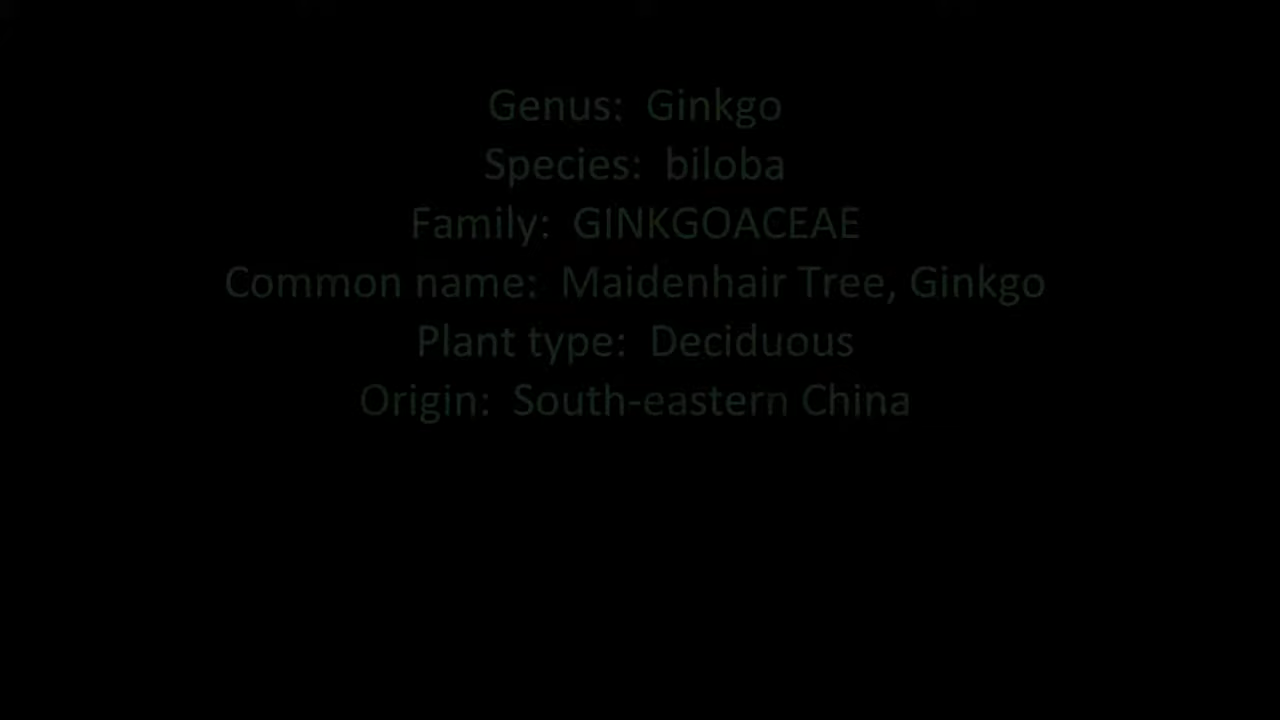 Genus:  Ginkgo
Species:  biloba
Family:  GINKGOACEAE
Common name:  Maidenhair Tree, Ginkgo
Plant type:  Deciduous
Origin:  South-eastern China